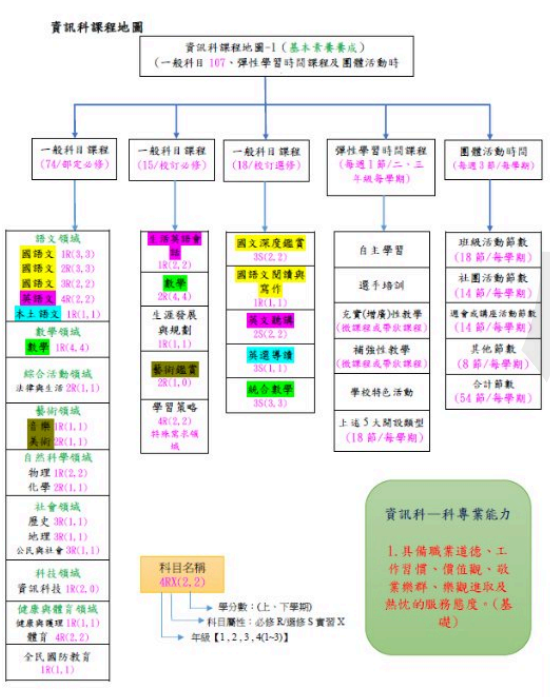 資訊科課程地圖
資訊科課程地圖-1(基本素養養成)
(一般科目 107、彈性學習時間課程及團體活動時
一般科目課程
(74/部定必修)
一般科目課程
(15/校訂必修)
一般科目課程
(18/校訂選修)
彈性學習時間課程
(每週 1 節/二、三
年級每學期)
團體活動時間
(每週 3 節/每學期)
語文領域
國語文 1R(3,3)
國語文 2R(3,3)
國語文 3R(2,2)
英語文 4R(2,2)
本土語文 1R(1,1)
數學領域
數學 1R(4,4)
綜合活動領域
法律與生活 2R(1,1)
藝術領域
音樂 1R(1,1)
美術 2R(1,1)
自然科學領域
物理 1R(2,2)
化學 2R(1,1)
社會領域
歷史 3R(1,1)
地理 3R(1,1)
公民與社會 3R(1,1)
科技領域
資訊科技 1R(2,0)
健康與體育領域
健康與護理 1R(1,1)
體育 4R(2,2)
全民國防教育
1R(1,1)
生活英語會
話
1R(2,2)
數學
2R(4,4)
生涯發展
與規劃
1R(1,1)
藝術鑑賞
2R(1,0)
學習策略
4R(2,2)
特殊需求領
域
國文深度鑑賞
3S(2,2)
國語文閱讀與
寫作
1R(1,1)
英文聽講
2S(2,2)
英選導讀
3S(1,1)
統合數學
3S(3,3)
自主學習
選手培訓
充實(增廣)性教學
(微課程或帶狀課程)
補強性教學
(微課程或帶狀課程)
學校特色活動
上述 5 大開設類型
(18 節/每學期)
班級活動節數
(18 節/每學期)
社團活動節數
(14 節/每學期)
週會或講座活動節數
(14 節/每學期)
其他節數
(8 節/每學期)
合計節數
(54 節/每學期)
科目名稱
4RX(2,2)
學分數:(上、下學期)
科目屬性:必修 R/選修 S 實習 X
年級【1,2,3,4(1~3)】
資訊科—科專業能力
1.具備職業道德、工
作習慣、價值觀、敬
業樂群、樂觀進取及
熱忱的服務態度。(基
礎)